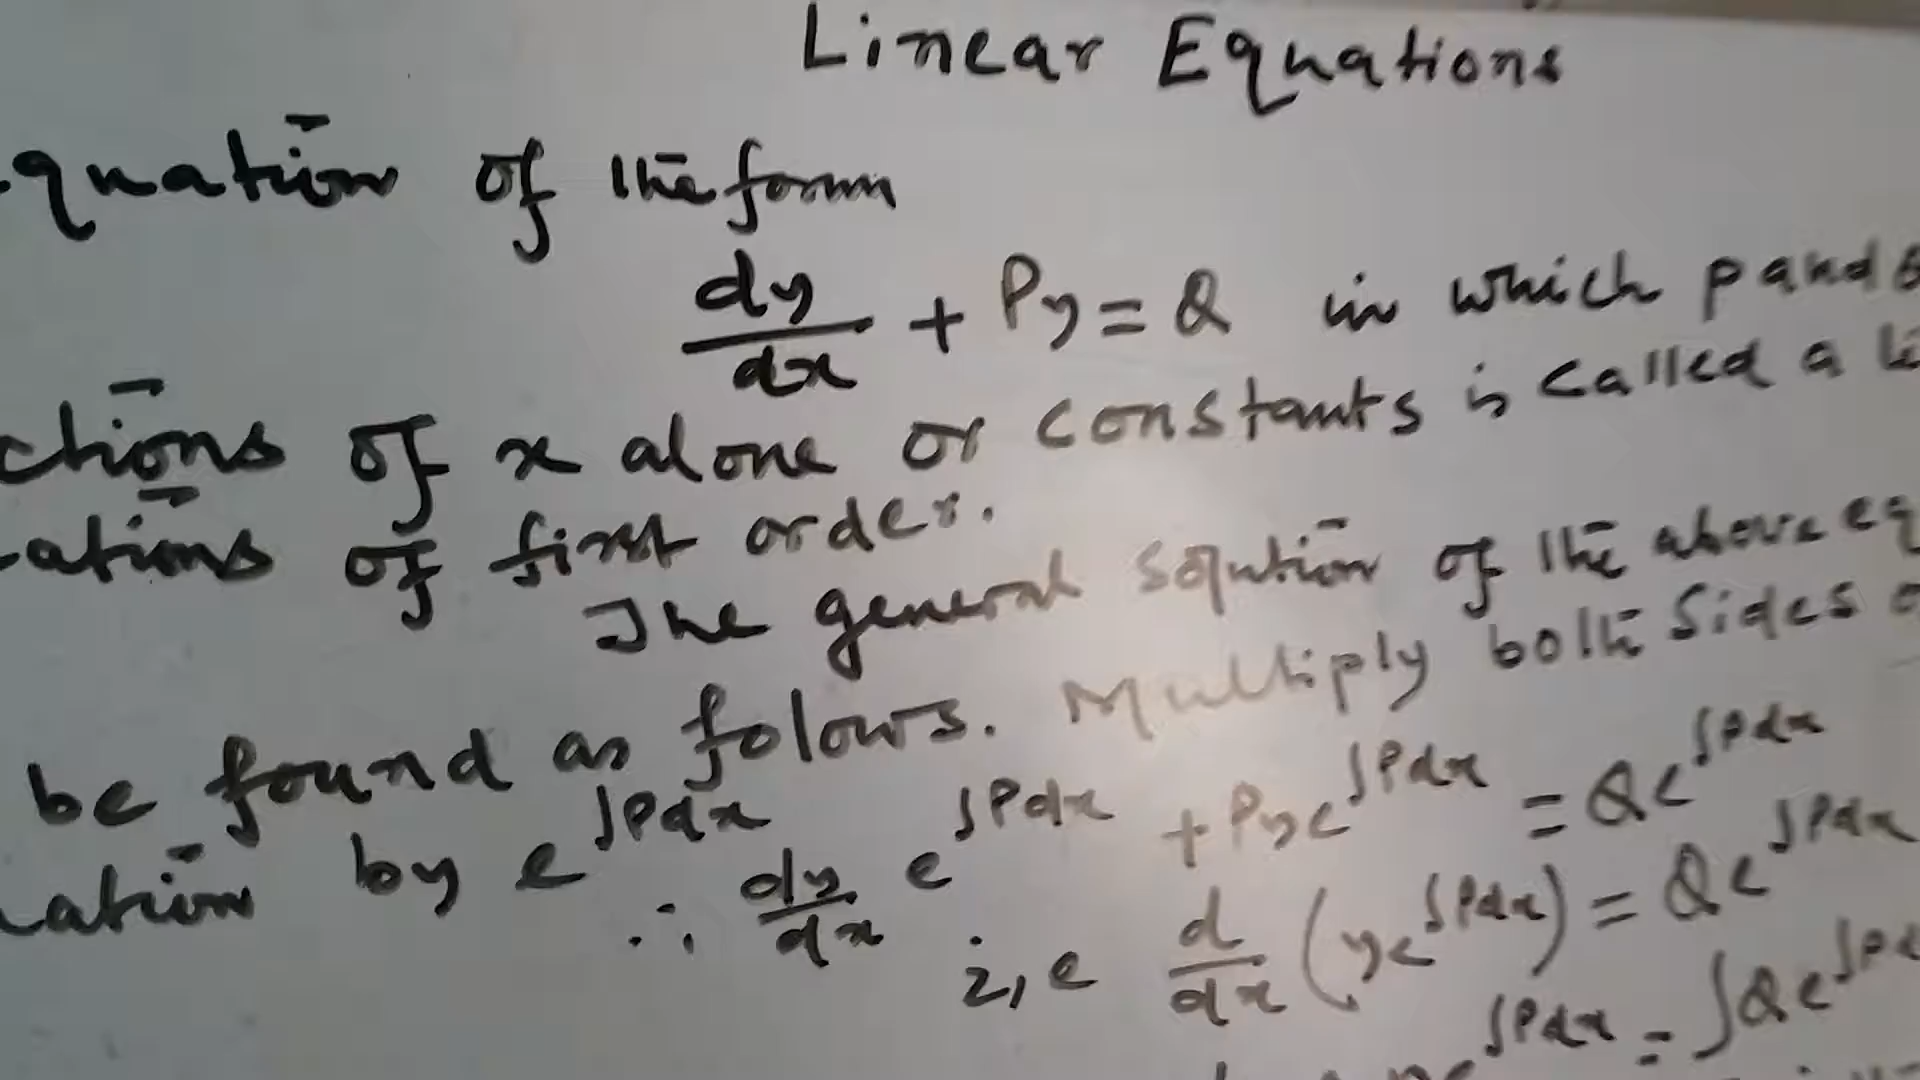 Linear Equations
quation of the form
dy/dx + Py = Q in which p and
ctions of x alone or constants is called a li
ations of first order.
The general solution of the above eq
be found as folows. Multiply both sides o
ation by e^∫Pdx
∴ dy/dx e^∫Pdx + Pye^∫Pdx = Qe^∫Pdx
i,e d/dx (ye^∫Pdx) = Qe^∫Pdx
e^∫Pdx = ∫Qe^∫Pd